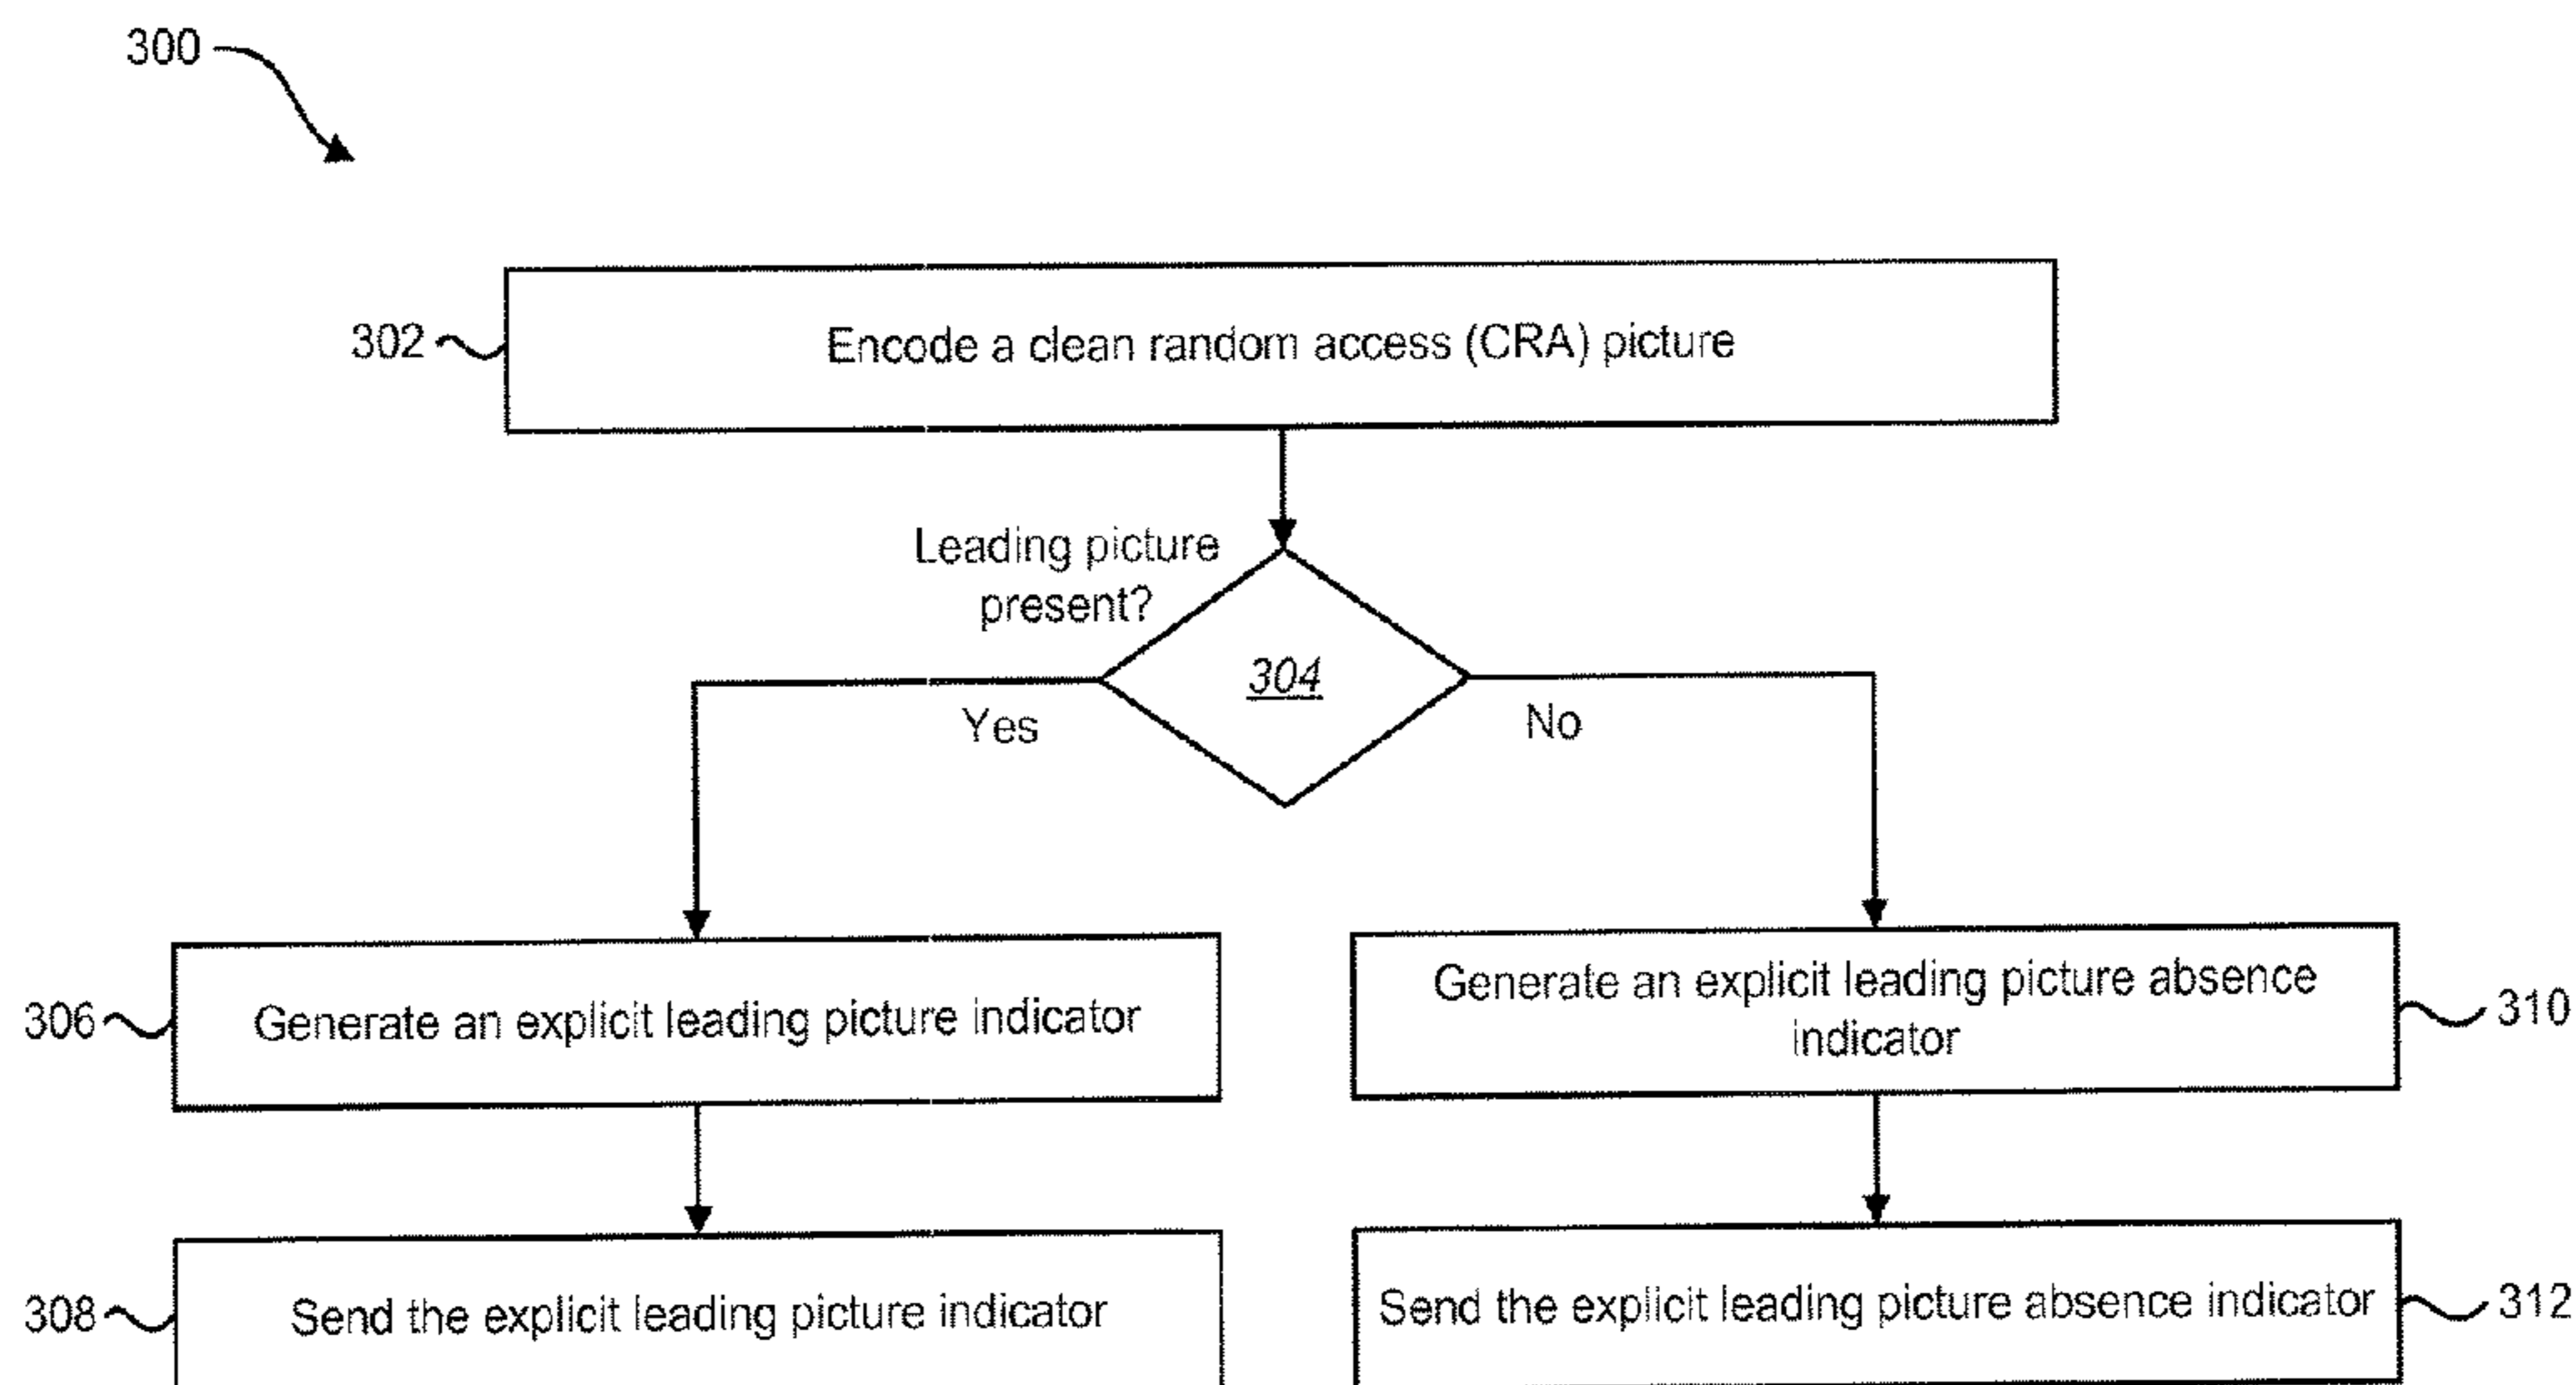 300
302
Encode a clean random access (CRA) picture
Leading picture
present?
304
Yes
No
306
Generate an explicit leading picture indicator
Generate an explicit leading picture absence
indicator
310
308
Send the explicit leading picture indicator
Send the explicit leading picture absence indicator
312